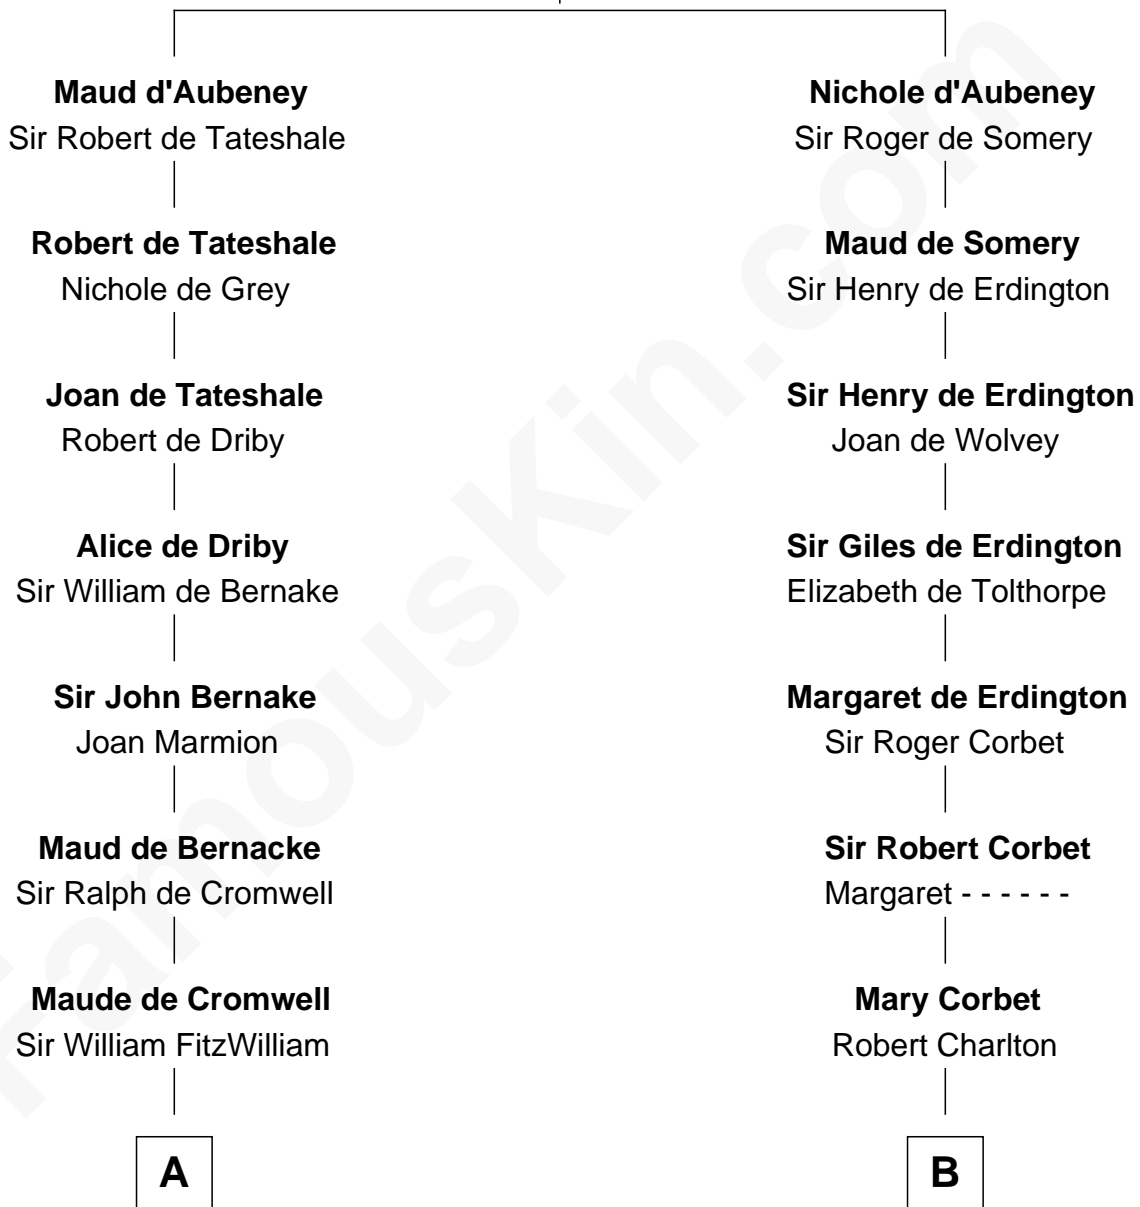 Maud d'Aubeney
Sir Robert de Tateshale
Robert de Tateshale
Nichole de Grey
Joan de Tateshale
Robert de Driby
Alice de Driby
Sir William de Bernake
Sir John Bernake
Joan Marmion
Maud de Bernacke
Sir Ralph de Cromwell
Maude de Cromwell
Sir William FitzWilliam
A
Nichole d'Aubeney
Sir Roger de Somery
Maud de Somery
Sir Henry de Erdington
Sir Henry de Erdington
Joan de Wolvey
Sir Giles de Erdington
Elizabeth de Tolthorpe
Margaret de Erdington
Sir Roger Corbet
Sir Robert Corbet
Margaret - - - - - -
Mary Corbet
Robert Charlton
B
FamousKin.com